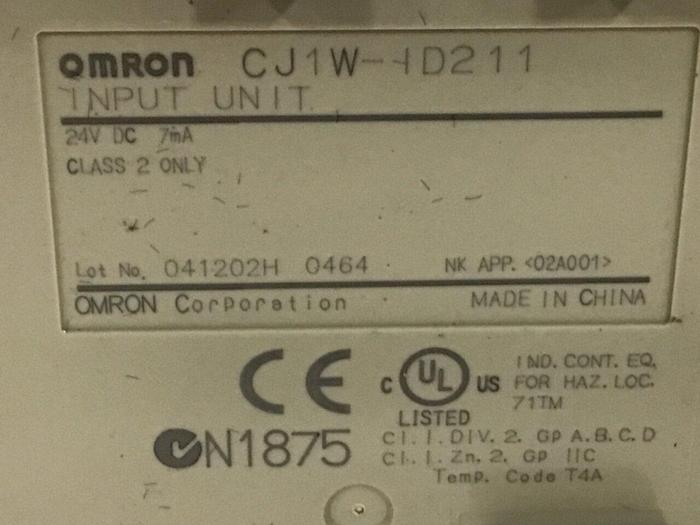 OMRON CJ1W-ID211
INPUT UNIT
24V DC 7mA
CLASS 2 ONLY
Lot No. 041202H 0464 NK APP. <02A001>
OMRON Corporation MADE IN CHINA
CE C UL US LISTED
IND. CONT. EQ.
FOR HAZ. LOC.
71TM
N1875
Cl. I. DIV. 2. Gp A.B.C.D
Cl. I. Zn. 2. Gp IIC
Temp. Code T4A